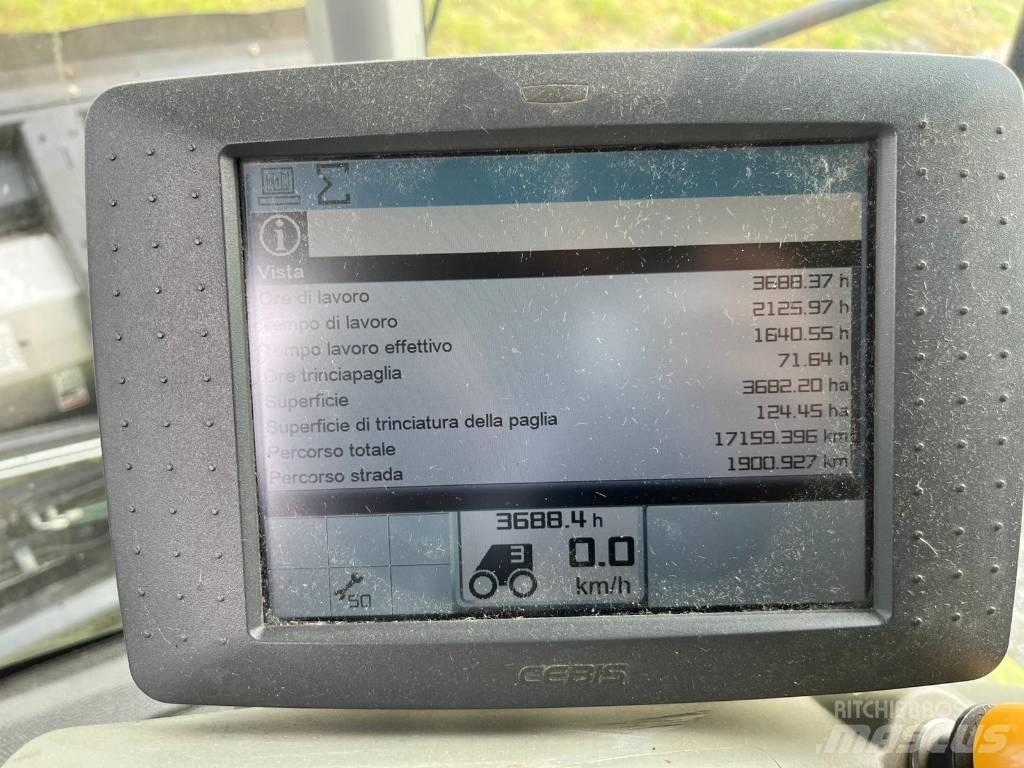 Vista
Ore di lavoro 3688.37 h
Tempo di lavoro 2125.97 h
Tempo lavoro effettivo 1640.55 h
Ore trinciapaglia 71.64 h
Superficie 3682.20 ha
Superficie di trinciatura della paglia 124.45 ha
Percorso totale 17159.396 km
Percorso strada 1900.927 km
3688.4 h
3 0.0
km/h
50
CEBIS
RITCHIE BROS
mascus